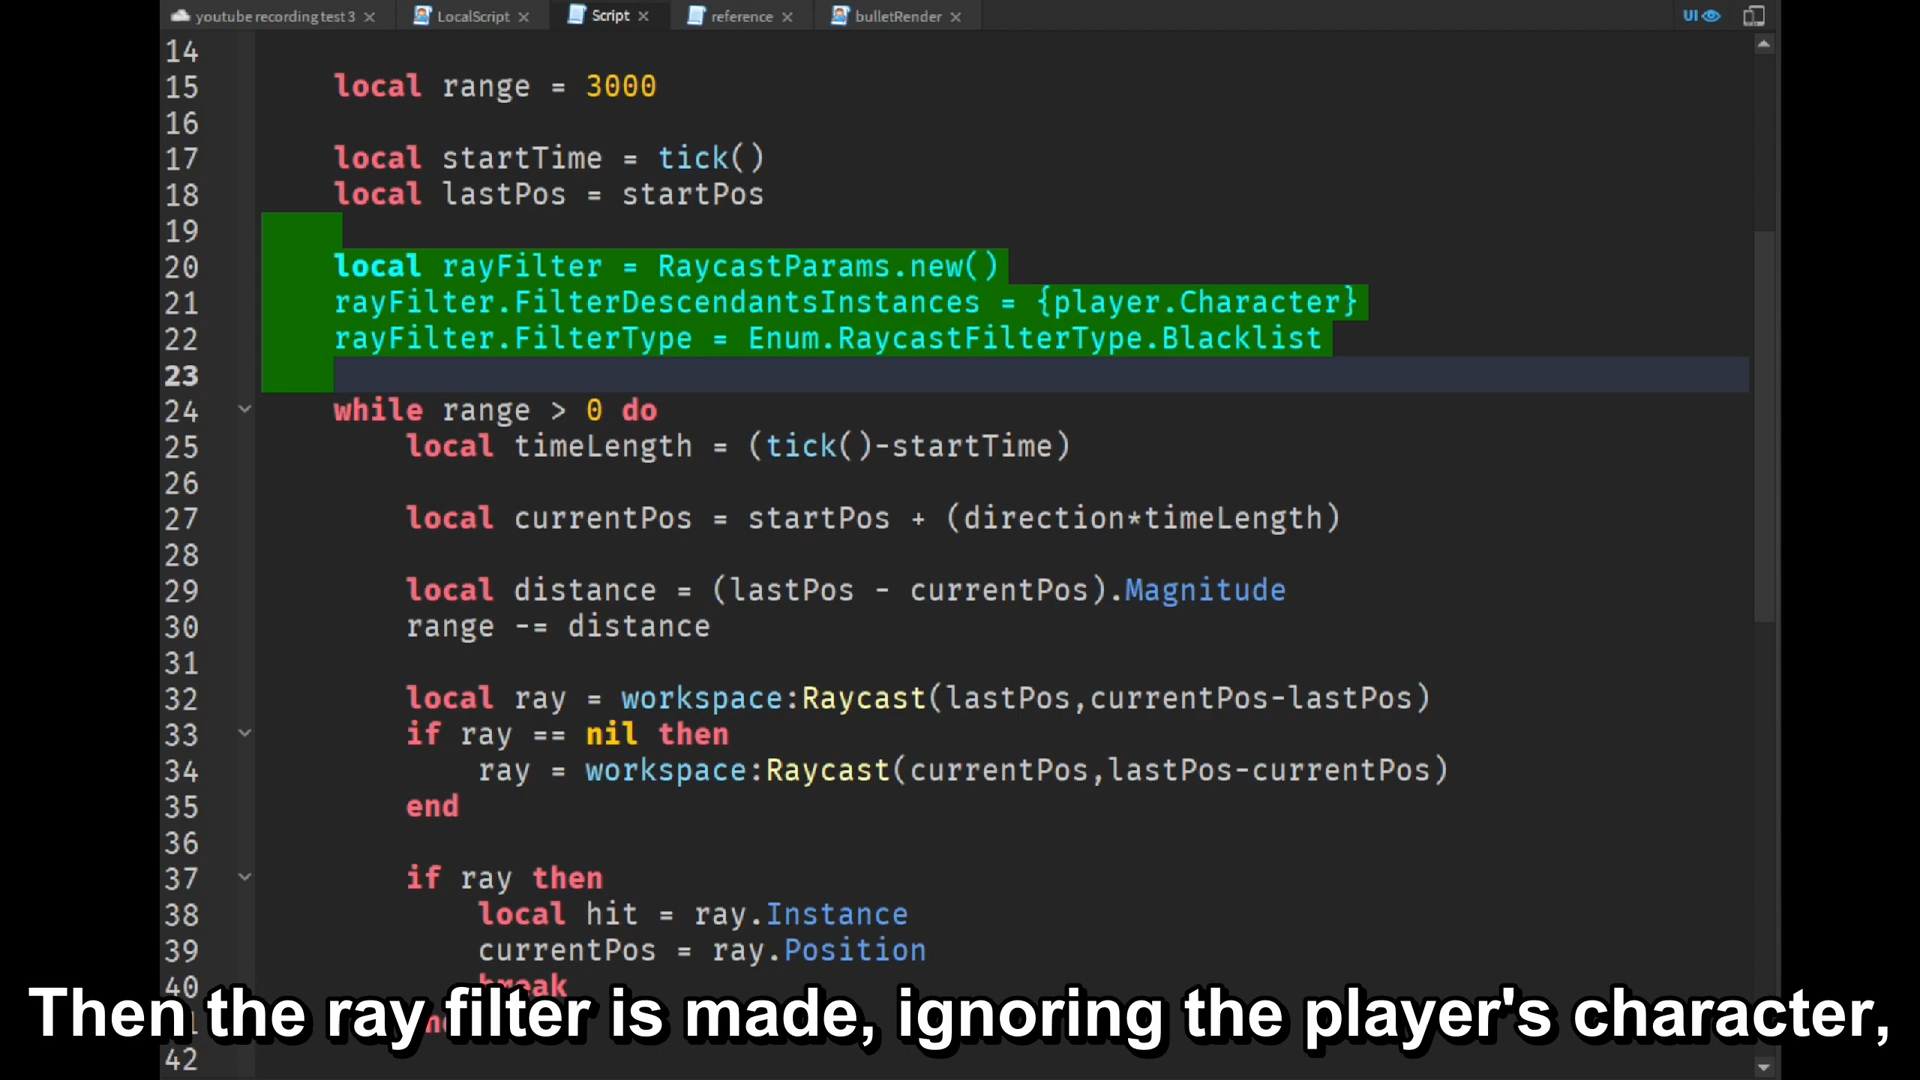 youtube recording test 3 × LocalScript × Script × reference × bulletRender × UI
14
15 local range = 3000
16
17 local startTime = tick()
18 local lastPos = startPos
19
20 local rayFilter = RaycastParams.new()
21 rayFilter.FilterDescendantsInstances = {player.Character}
22 rayFilter.FilterType = Enum.RaycastFilterType.Blacklist
23
24 while range > 0 do
25 local timeLength = (tick()-startTime)
26
27 local currentPos = startPos + (direction*timeLength)
28
29 local distance = (lastPos - currentPos).Magnitude
30 range -= distance
31
32 local ray = workspace:Raycast(lastPos,currentPos-lastPos)
33 if ray == nil then
34 ray = workspace:Raycast(currentPos,lastPos-currentPos)
35 end
36
37 if ray then
38 local hit = ray.Instance
39 currentPos = ray.Position
40 break
Then the ray filter is made, ignoring the player's character,
42